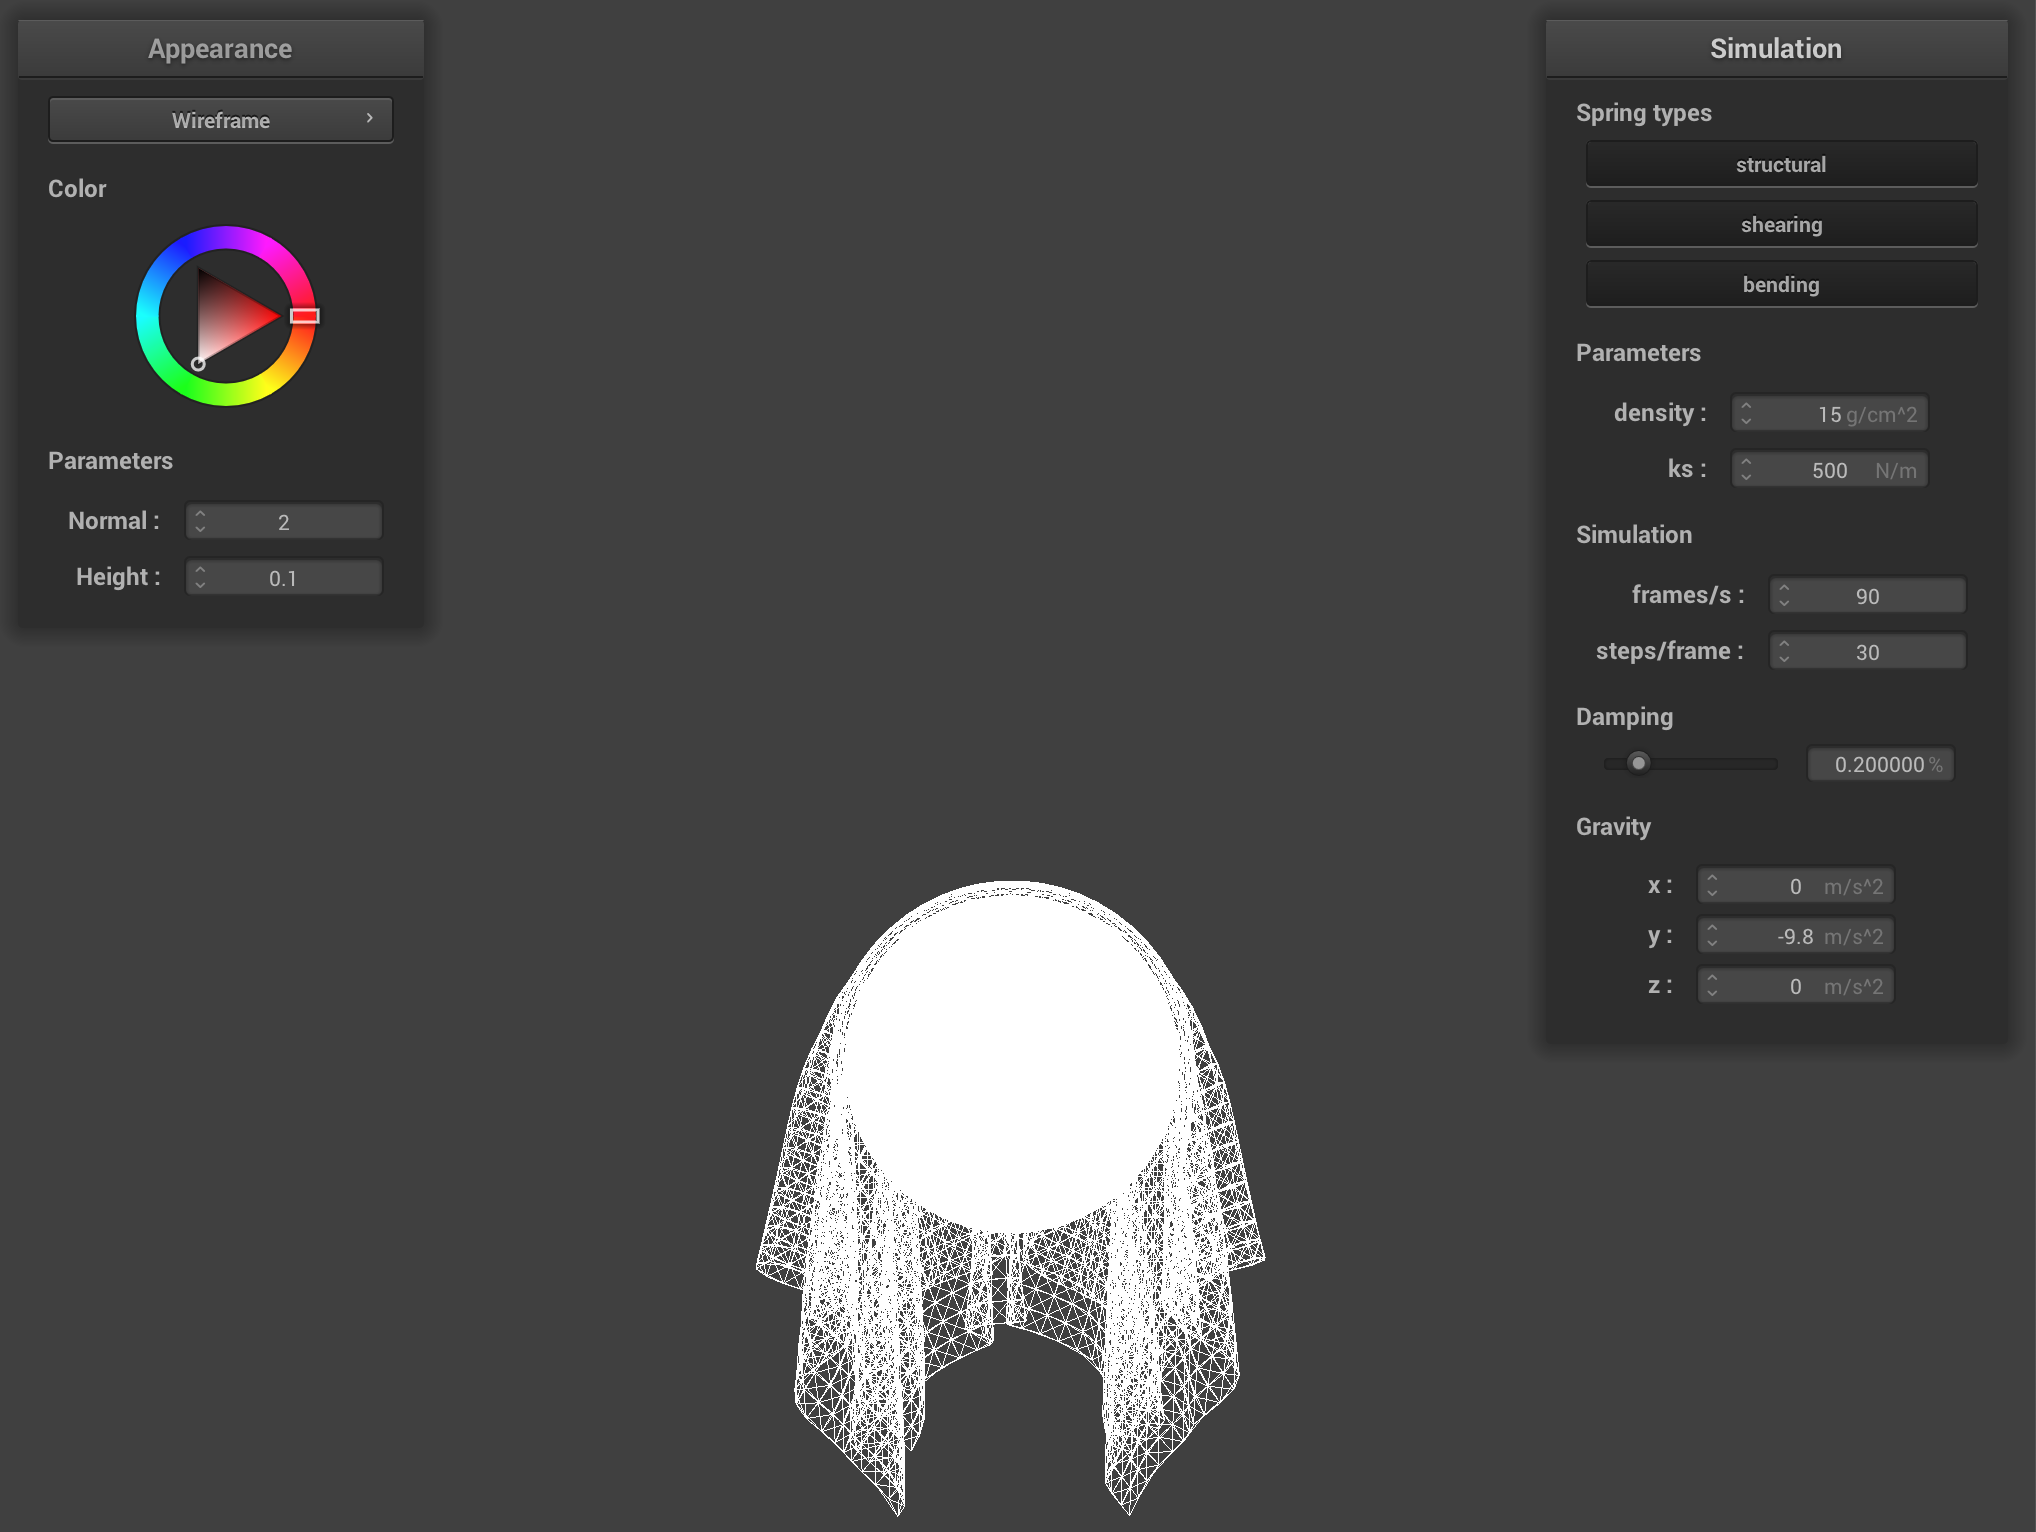 Appearance
Wireframe
Color
Parameters
Normal : 2
Height : 0.1
Simulation
Spring types
structural
shearing
bending
Parameters
density : 15 g/cm^2
ks : 500 N/m
Simulation
frames/s : 90
steps/frame : 30
Damping
0.200000 %
Gravity
x : 0 m/s^2
y : -9.8 m/s^2
z : 0 m/s^2